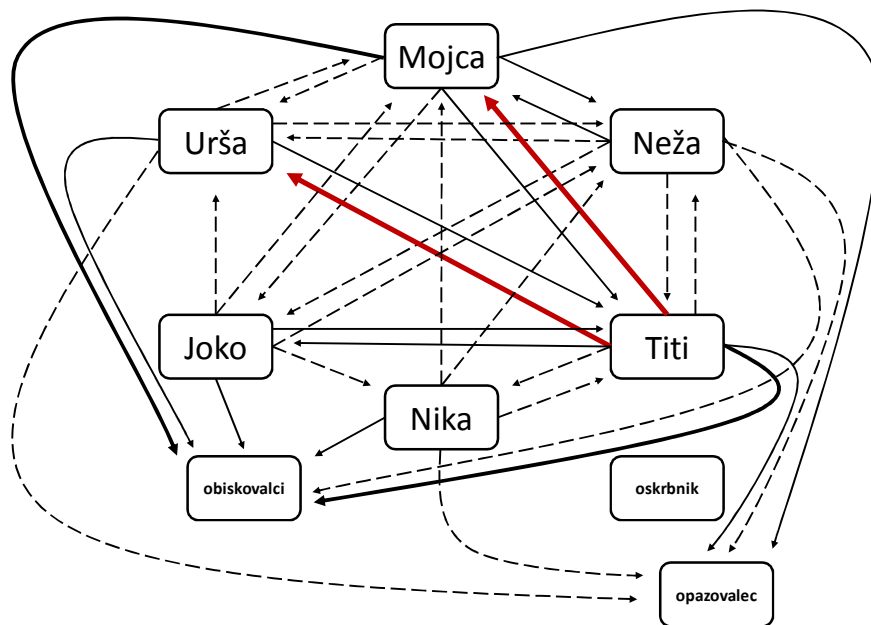 Mojca
Urša
Neža
Joko
Titi
Nika
obiskovalci
oskrbnik
opazovalec